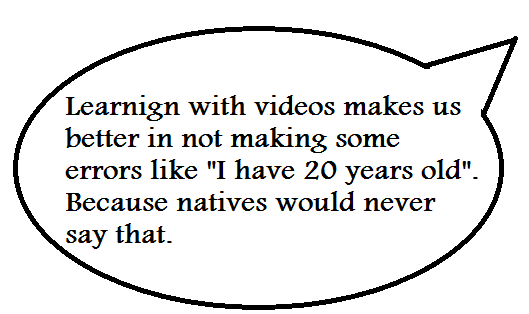 Learnign with videos makes us
better in not making some
errors like "I have 20 years old".
Because natives would never
say that.